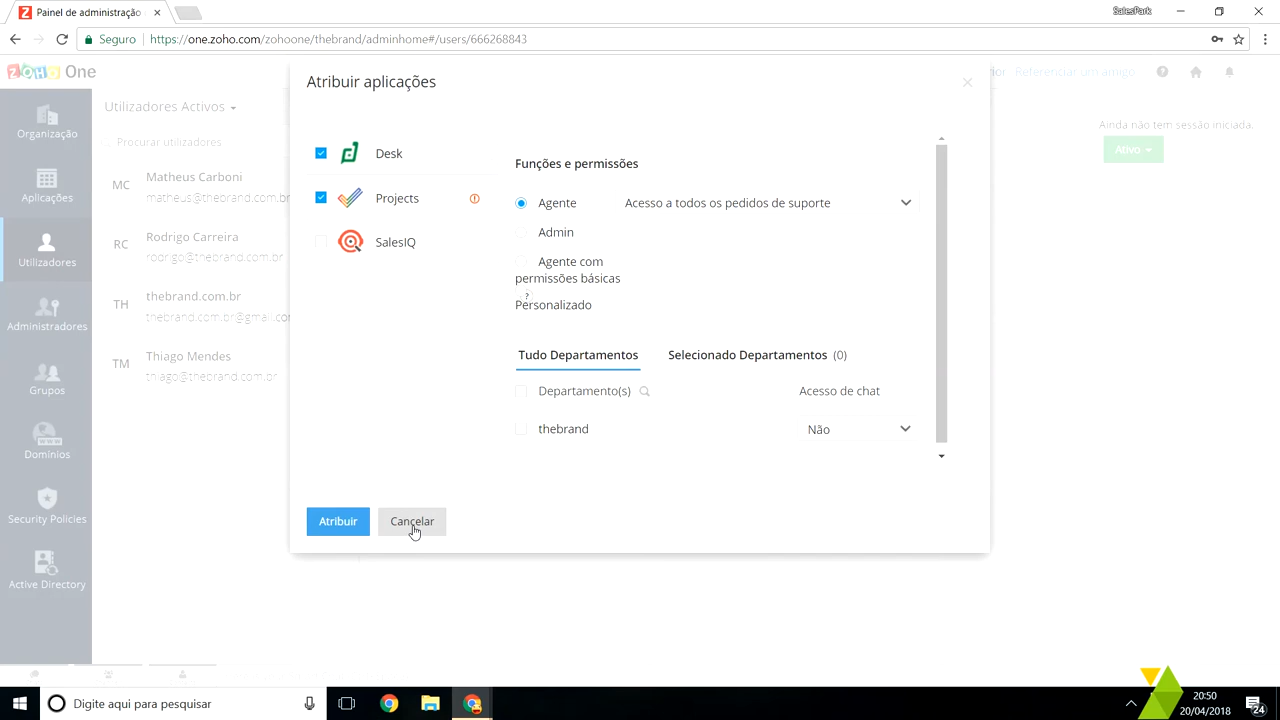 Painel de administração
SalesPark
Seguro
https://one.zoho.com/zohoone/thebrand/adminhome#/users/666268843
ZOHO One
Referenciar um amigo
Atribuir aplicações
Organização
Aplicações
Utilizadores
Administradores
Grupos
Domínios
Security Policies
Active Directory
Utilizadores Activos
Procurar utilizadores
MC
Matheus Carboni
matheus@thebrand.com.br
RC
Rodrigo Carreira
rodrigo@thebrand.com.br
TH
thebrand.com.br
thebrand.com.br@gmail.co
TM
Thiago Mendes
thiago@thebrand.com.br
Desk
Projects
SalesIQ
Funções e permissões
Agente Acesso a todos os pedidos de suporte
Admin
Agente com
permissões básicas
?
Personalizado
Tudo Departamentos Selecionado Departamentos (0)
Departamento(s) Acesso de chat
thebrand Não
Atribuir Cancelar
Ainda não tem sessão iniciada.
Ativo
Digite aqui para pesquisar
20:50
20/04/2018
24